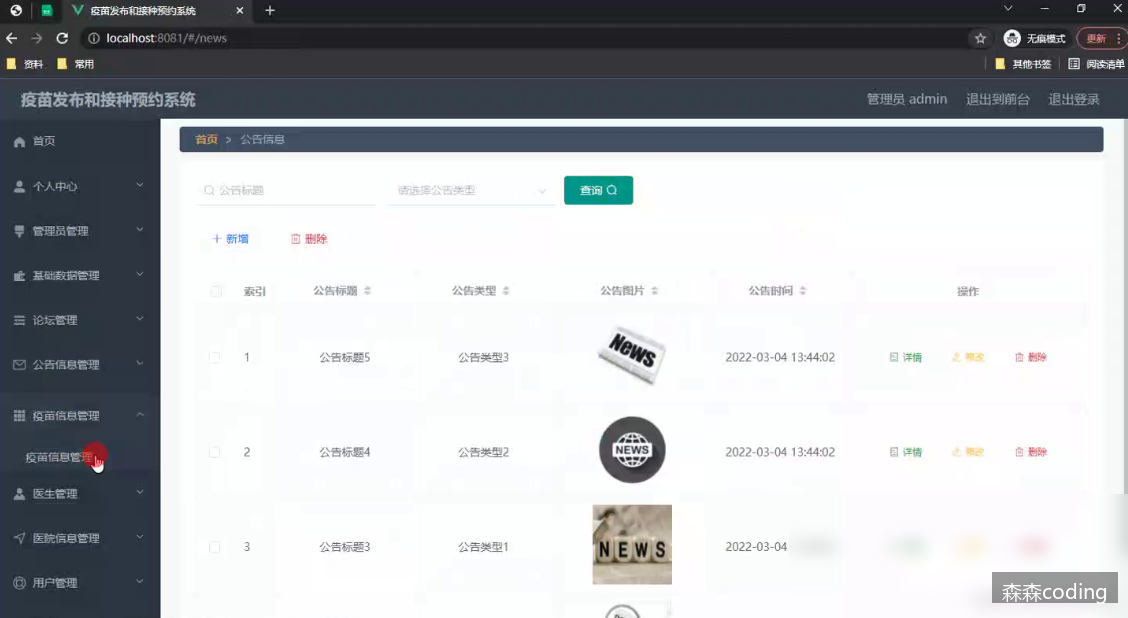 疫苗发布和接种预约系统
localhost:8081/#/news
无痕模式
更新
资料
常用
其他书签
阅读清单
疫苗发布和接种预约系统
管理员 admin
退出到前台
退出登录
首页
个人中心
管理员管理
基础数据管理
论坛管理
公告信息管理
疫苗信息管理
疫苗信息管理
医生管理
医院信息管理
用户管理
首页 > 公告信息
公告标题
请选择公告类型
查询
新增
删除
索引 公告标题 公告类型 公告图片 公告时间 操作
1 公告标题5 公告类型3 News 2022-03-04 13:44:02 详情 修改 删除
2 公告标题4 公告类型2 NEWS 2022-03-04 13:44:02 详情 修改 删除
3 公告标题3 公告类型1 NEWS 2022-03-04
森森coding